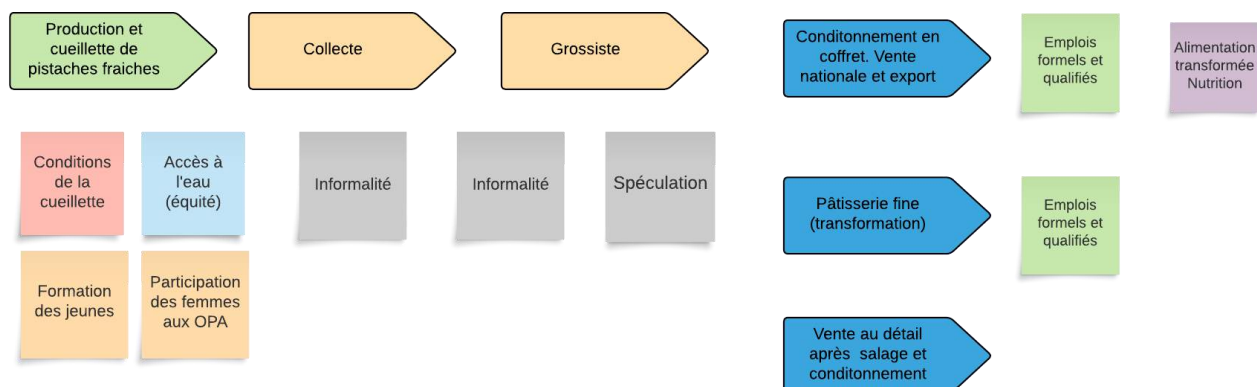 Production et
cueillette de
pistaches fraiches
Collecte
Grossiste
Conditonnement en
coffret. Vente
nationale et export
Emplois
formels et
qualifiés
Alimentation
transformée
Nutrition
Conditions
de la
cueillette
Accès à
l'eau
(équité)
Informalité
Informalité
Spéculation
Pâtisserie fine
(transformation)
Emplois
formels et
qualifiés
Formation
des jeunes
Participation
des femmes
aux OPA
Vente au détail
après salage et
conditonnement